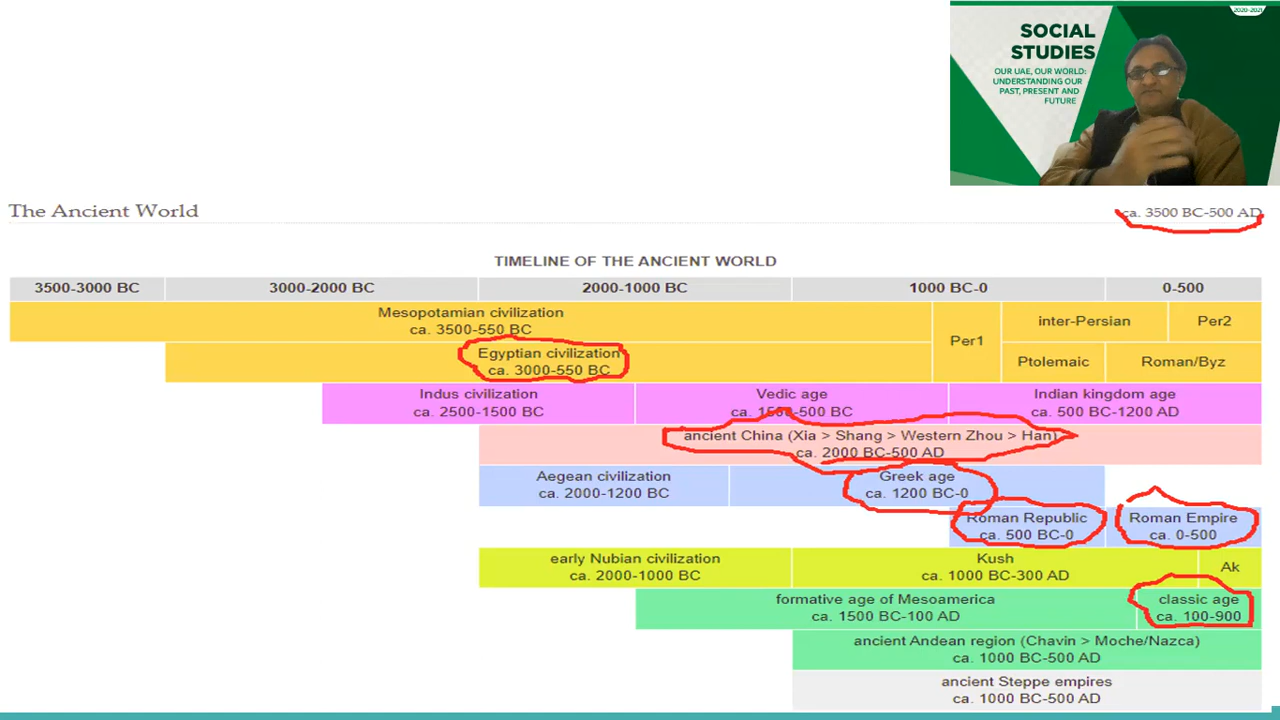 2020-2021
SOCIAL
STUDIES
OUR UAE, OUR WORLD:
UNDERSTANDING OUR
PAST, PRESENT AND
FUTURE
The Ancient World
ca. 3500 BC-500 AD
TIMELINE OF THE ANCIENT WORLD
3500-3000 BC
3000-2000 BC
2000-1000 BC
1000 BC-0
0-500
Mesopotamian civilization
ca. 3500-550 BC
Per1
inter-Persian
Per2
Egyptian civilization
ca. 3000-550 BC
Ptolemaic
Roman/Byz
Indus civilization
ca. 2500-1500 BC
Vedic age
ca. 1500-500 BC
Indian kingdom age
ca. 500 BC-1200 AD
ancient China (Xia > Shang > Western Zhou > Han)
ca. 2000 BC-500 AD
Aegean civilization
ca. 2000-1200 BC
Greek age
ca. 1200 BC-0
Roman Republic
ca. 500 BC-0
Roman Empire
ca. 0-500
early Nubian civilization
ca. 2000-1000 BC
Kush
ca. 1000 BC-300 AD
Ak
formative age of Mesoamerica
ca. 1500 BC-100 AD
classic age
ca. 100-900
ancient Andean region (Chavin > Moche/Nazca)
ca. 1000 BC-500 AD
ancient Steppe empires
ca. 1000 BC-500 AD